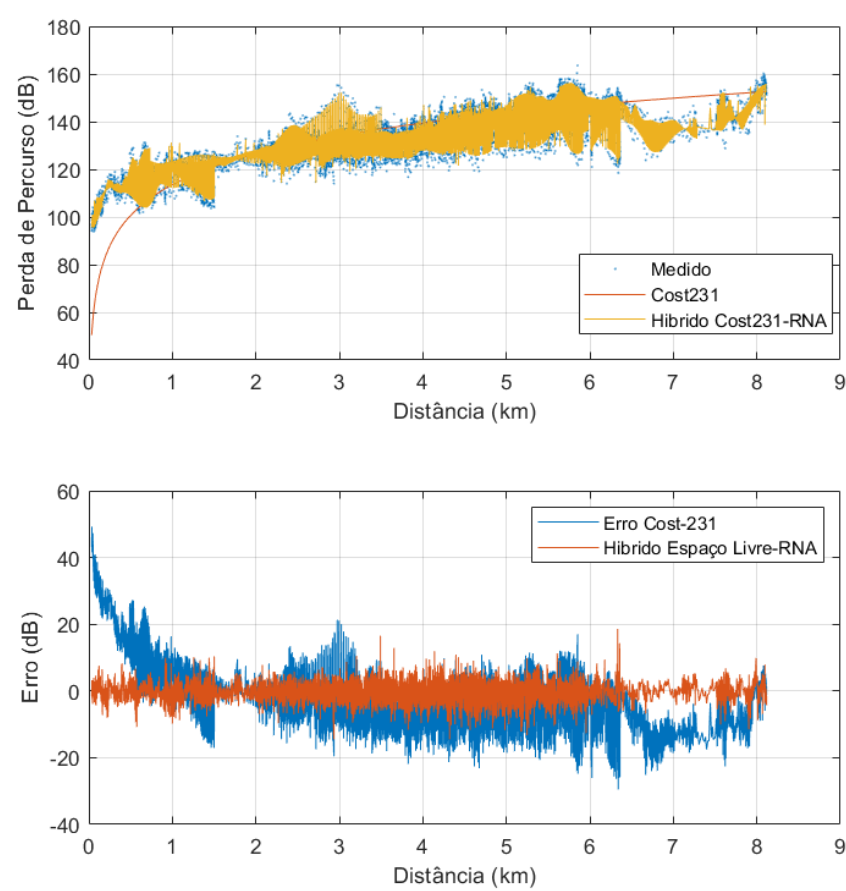 180
160
140
120
100
80
60
40
Perda de Percurso (dB)
Medido
Cost231
Hibrido Cost231-RNA
0 1 2 3 4 5 6 7 8 9
Distância (km)
60
40
20
0
-20
-40
Erro (dB)
Erro Cost-231
Hibrido Espaço Livre-RNA
0 1 2 3 4 5 6 7 8 9
Distância (km)